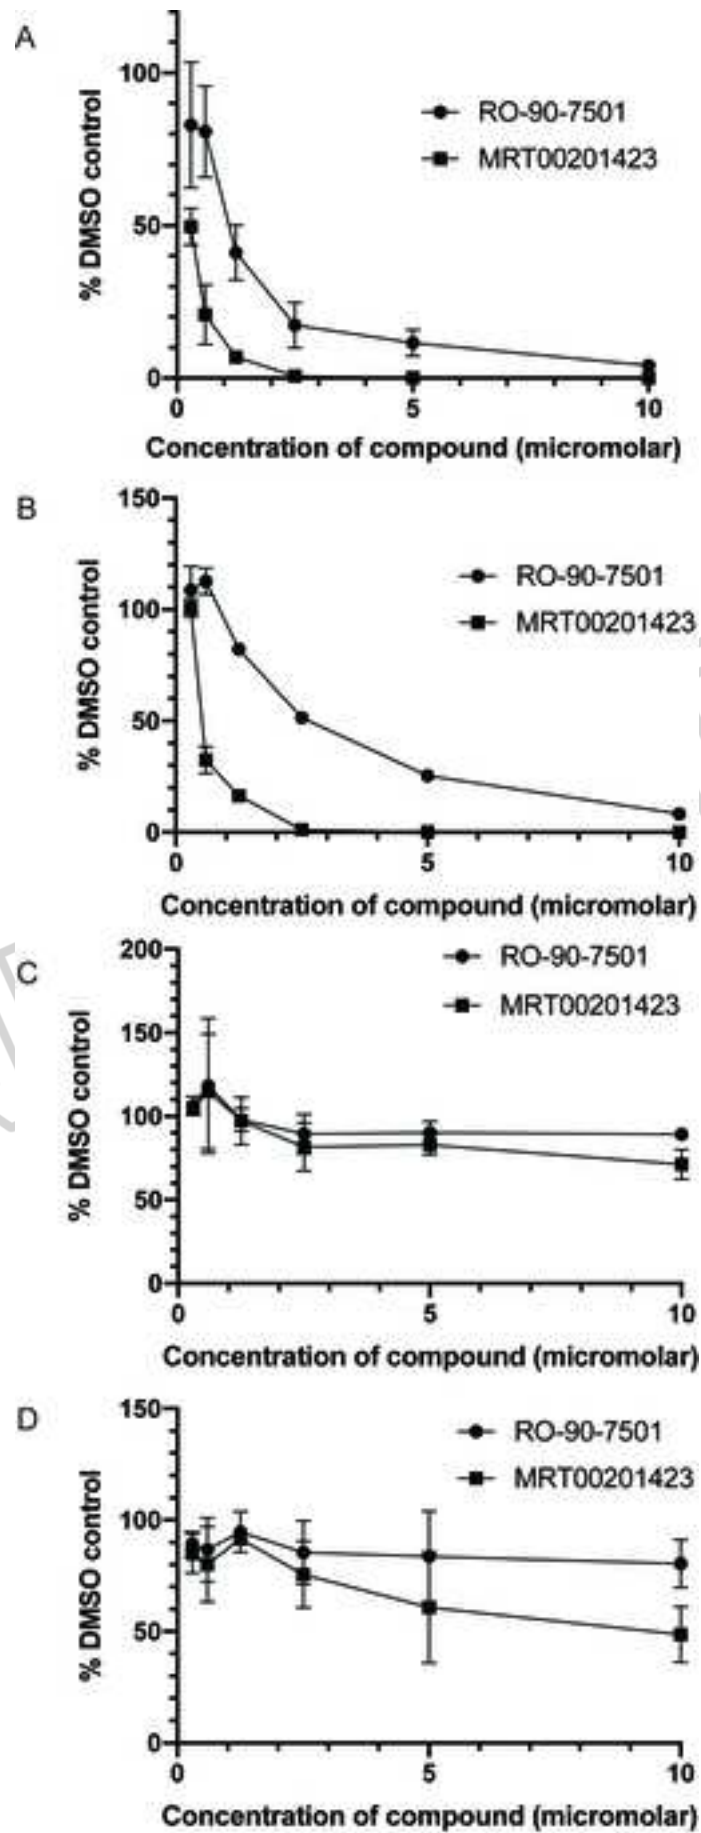 A
% DMSO control
100
50
0
RO-90-7501
MRT00201423
0 5 10
Concentration of compound (micromolar)
B
% DMSO control
150
100
50
0
RO-90-7501
MRT00201423
0 5 10
Concentration of compound (micromolar)
C
% DMSO control
200
150
100
50
0
RO-90-7501
MRT00201423
0 5 10
Concentration of compound (micromolar)
D
% DMSO control
150
100
50
0
RO-90-7501
MRT00201423
0 5 10
Concentration of compound (micromolar)